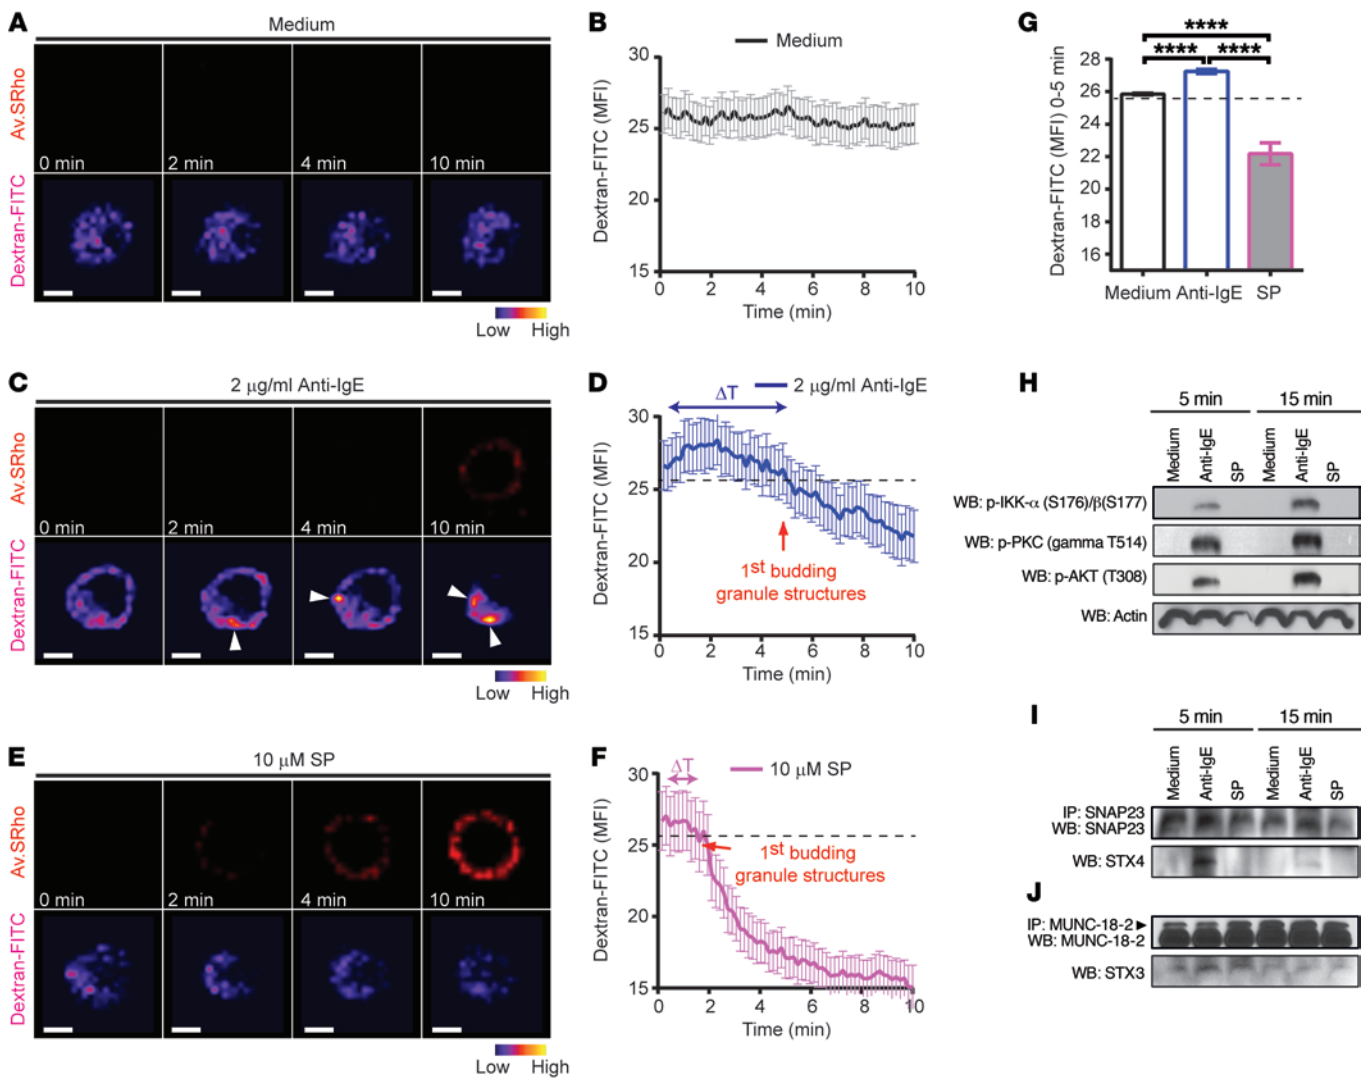 A
Medium
Av.SRho
0 min
2 min
4 min
10 min
Dextran-FITC
Low
High
B
Medium
Dextran-FITC (MFI)
30
25
20
15
0
2
4
6
8
10
Time (min)
C
2 μg/ml Anti-IgE
Av.SRho
0 min
2 min
4 min
10 min
Dextran-FITC
Low
High
D
2 μg/ml Anti-IgE
ΔT
Dextran-FITC (MFI)
30
25
20
15
1st budding
granule structures
0
2
4
6
8
10
Time (min)
E
10 μM SP
Av.SRho
0 min
2 min
4 min
10 min
Dextran-FITC
Low
High
F
10 μM SP
ΔT
Dextran-FITC (MFI)
30
25
20
15
1st budding
granule structures
0
2
4
6
8
10
Time (min)
G
****
****
****
Dextran-FITC (MFI) 0-5 min
28
26
24
22
20
18
16
Medium
Anti-IgE
SP
H
5 min
15 min
Medium
Anti-IgE
SP
Medium
Anti-IgE
SP
WB: p-IKK-α (S176)/β(S177)
WB: p-PKC (gamma T514)
WB: p-AKT (T308)
WB: Actin
I
5 min
15 min
Medium
Anti-IgE
SP
Medium
Anti-IgE
SP
IP: SNAP23
WB: SNAP23
WB: STX4
J
IP: MUNC-18-2
WB: MUNC-18-2
WB: STX3